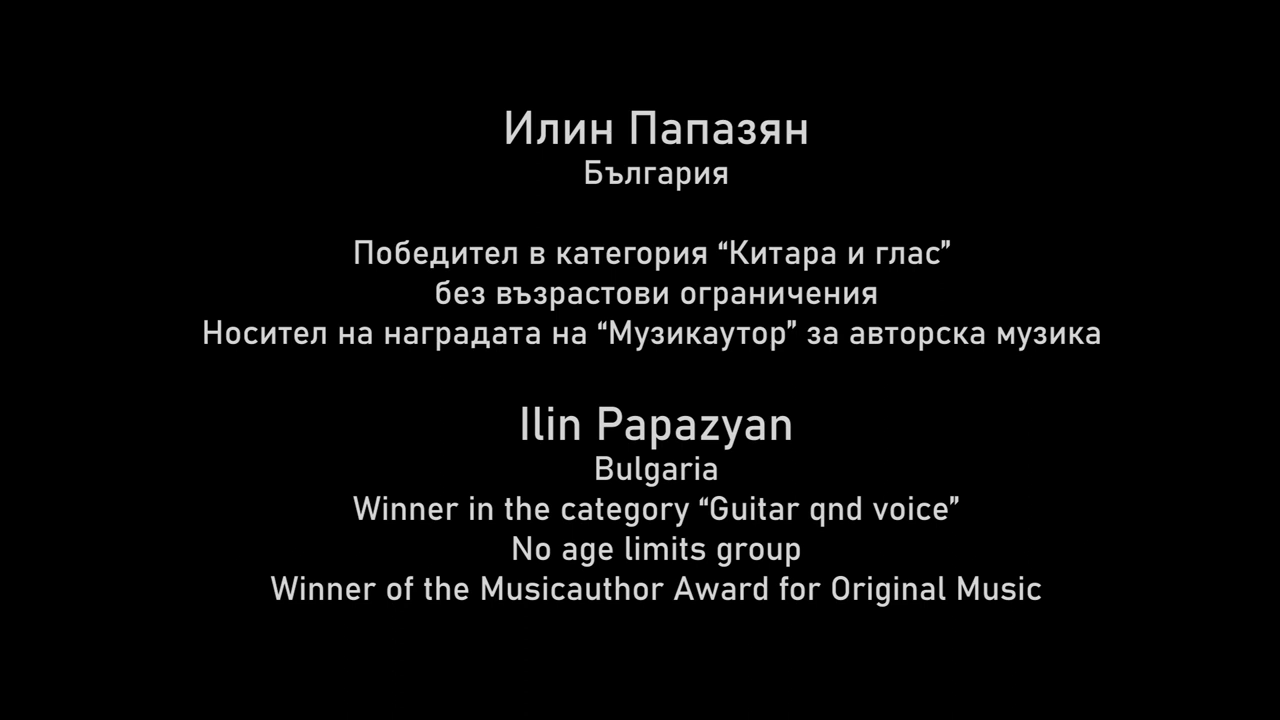 Илин Папазян
България
Победител в категория “Китара и глас”
без възрастови ограничения
Носител на наградата на “Музикаутор” за авторска музика
Ilin Papazyan
Bulgaria
Winner in the category “Guitar qnd voice”
No age limits group
Winner of the Musicauthor Award for Original Music